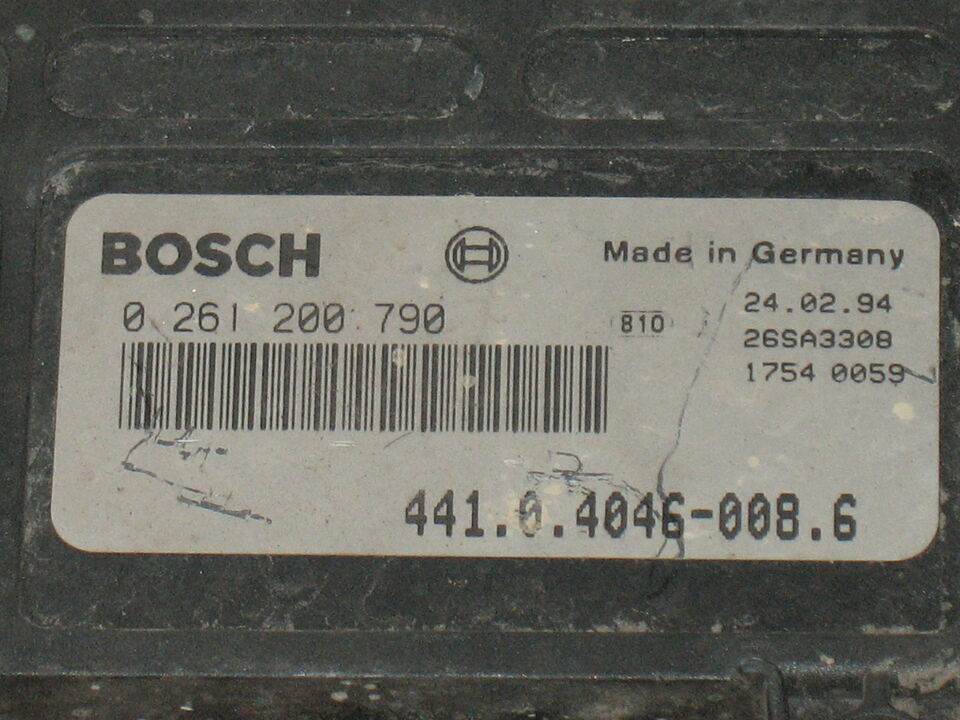 BOSCH Made in Germany
0 261 200 790 810 24.02.94
26SA3308
1754 0059
441.0.4046-008.6